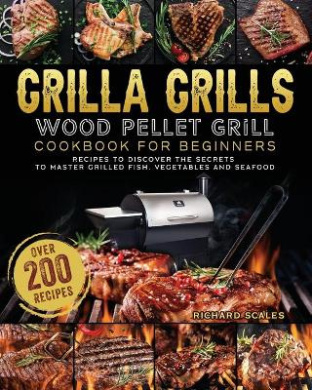 GRILLA GRILLS
WOOD PELLET GRILL
COOKBOOK FOR BEGINNERS
RECIPES TO DISCOVER THE SECRETS
TO MASTER GRILLED FISH, VEGETABLES AND SEAFOOD
OVER
200
RECIPES
RICHARD SCALES